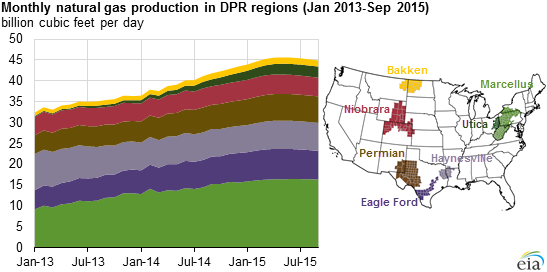 Monthly natural gas production in DPR regions (Jan 2013-Sep 2015)
billion cubic feet per day
50
45
40
35
30
25
20
15
10
5
0
Jan-13
Jul-13
Jan-14
Jul-14
Jan-15
Jul-15
Bakken
Marcellus
Niobrara
Utica
Permian
Haynesville
Eagle Ford
eia